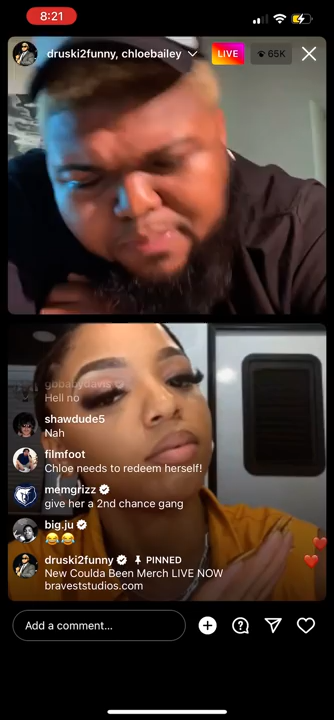 8:21
druski2funny, chloebailey
LIVE
65K
gbbabydavis
Hell no
shawdude5
Nah
filmfoot
Chloe needs to redeem herself!
memgrizz
give her a 2nd chance gang
big.ju
😂😂
druski2funny PINNED
New Coulda Been Merch LIVE NOW
braveststudios.com
Add a comment...